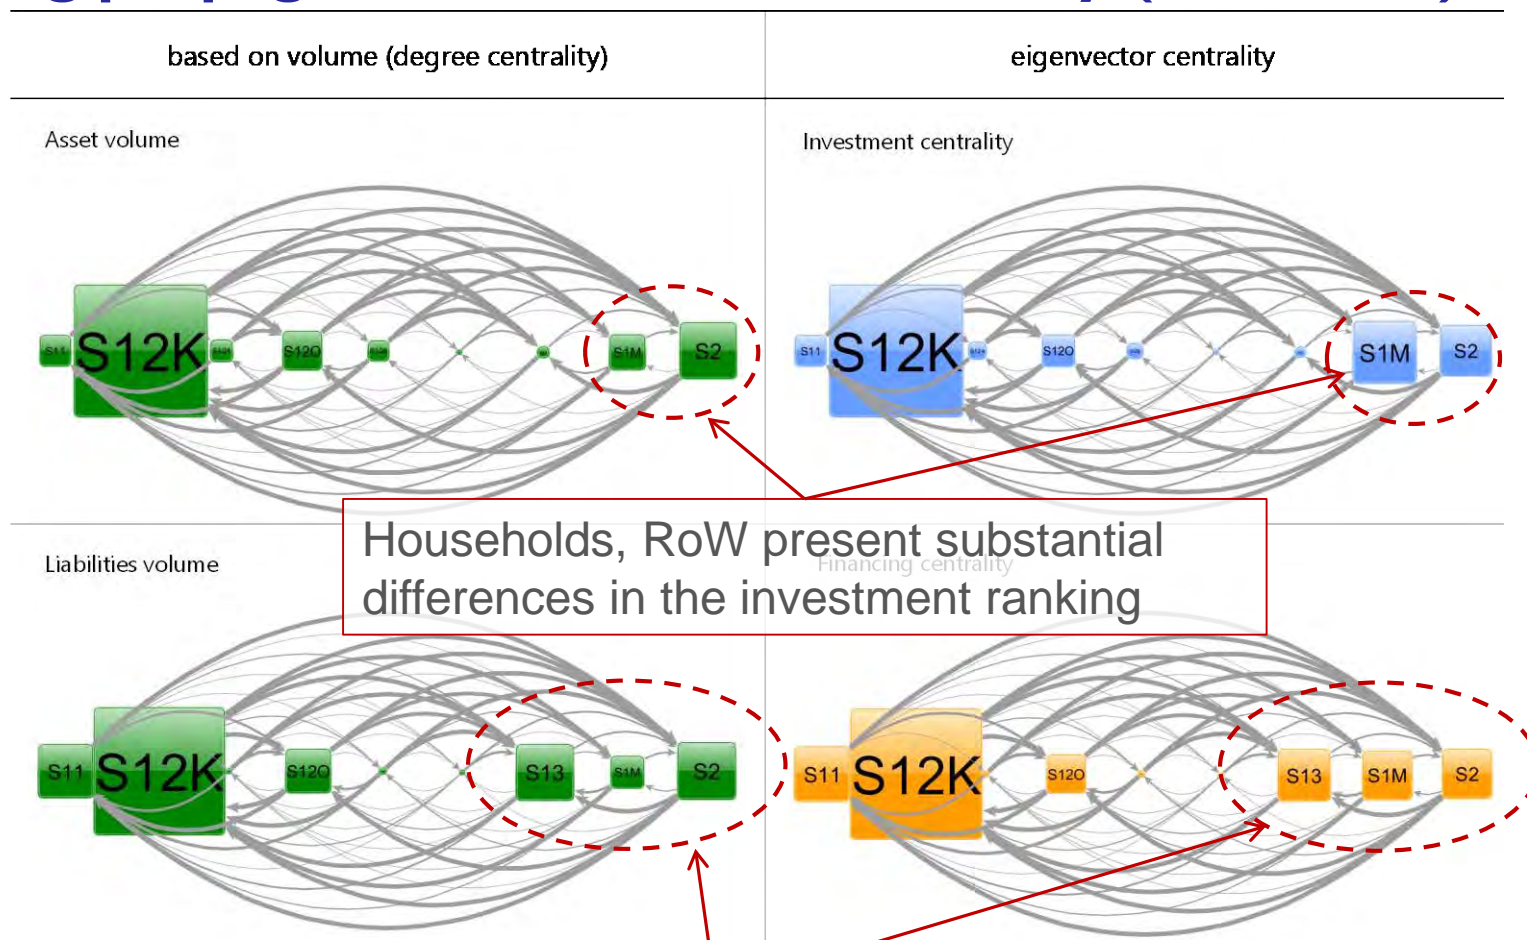 based on volume (degree centrality)
eigenvector centrality
Asset volume
Investment centrality
S11 S12K S12O S1M S2
S11 S12K S12O S1M S2
Households, RoW present substantial
differences in the investment ranking
Liabilities volume
Financing centrality
S11 S12K S12O S13 S1M S2
S11 S12K S12O S13 S1M S2